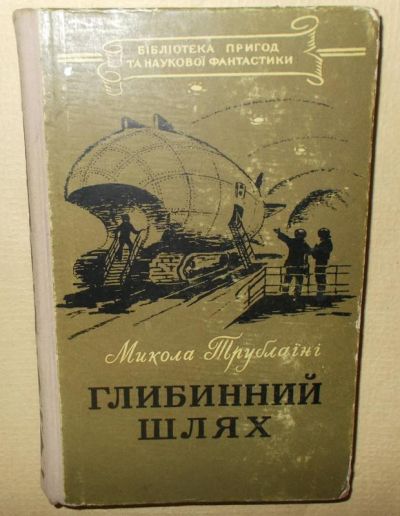 БІБЛІОТЕКА ПРИГОД
ТА НАУКОВОЇ ФАНТАСТИКИ
Микола Трублаїні
ГЛИБИННИЙ
ШЛЯХ